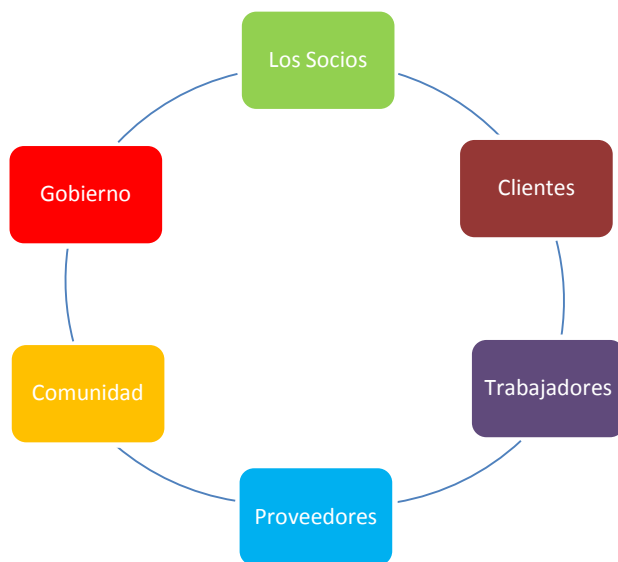 Los Socios
Clientes
Trabajadores
Proveedores
Comunidad
Gobierno